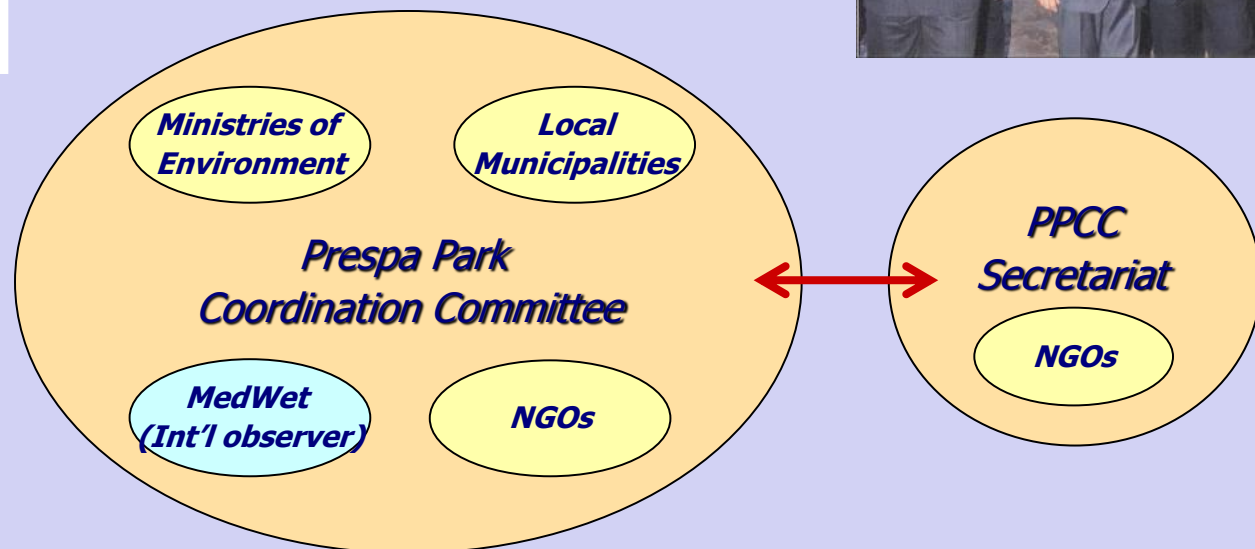 Ministries of
Environment
Local
Municipalities
Prespa Park
Coordination Committee
MedWet
(Int'l observer)
NGOs
PPCC
Secretariat
NGOs